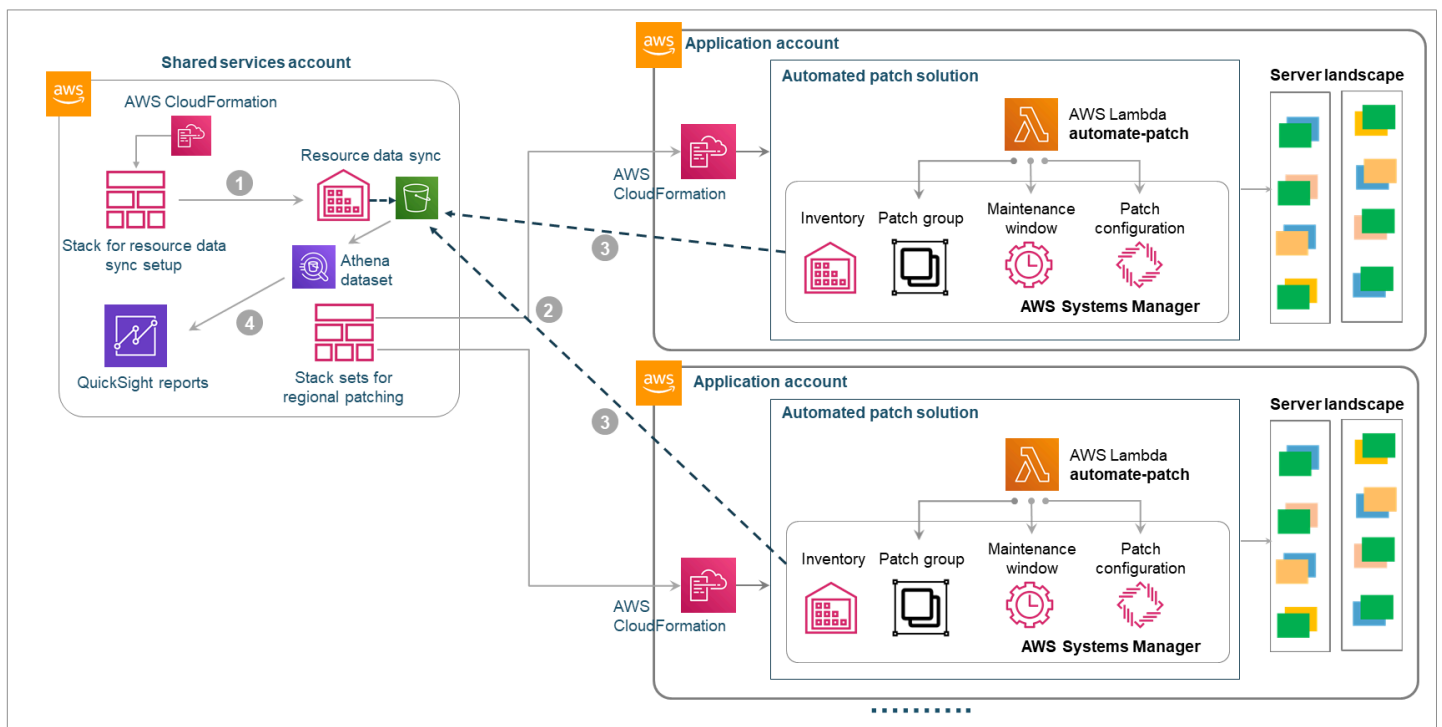 Shared services account
aws
AWS CloudFormation
Resource data sync
1
Stack for resource data
sync setup
Athena
dataset
4
QuickSight reports
Stack sets for
regional patching
2
3
3
aws
Application account
Automated patch solution
AWS
CloudFormation
AWS Lambda
automate-patch
Inventory
Patch group
Maintenance
window
Patch
configuration
AWS Systems Manager
Server landscape
aws
Application account
Automated patch solution
AWS
CloudFormation
AWS Lambda
automate-patch
Inventory
Patch group
Maintenance
window
Patch
configuration
AWS Systems Manager
Server landscape